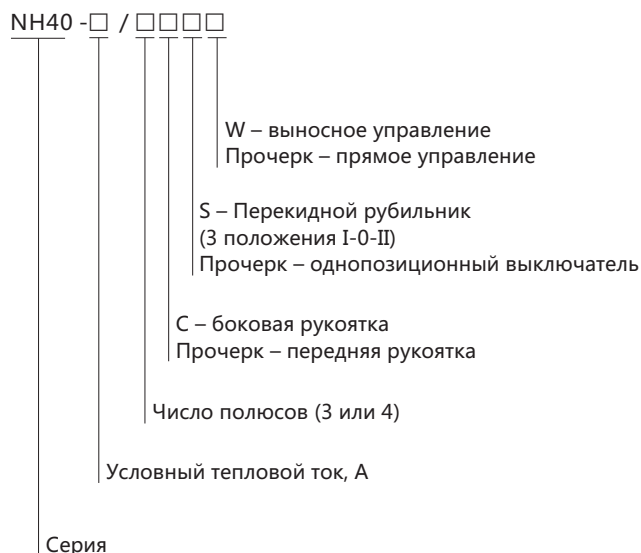 NH40 -□ / □□□□
W – выносное управление
Прочерк – прямое управление
S – Перекидной рубильник
(3 положения I-0-II)
Прочерк – однопозиционный выключатель
С – боковая рукоятка
Прочерк – передняя рукоятка
Число полюсов (3 или 4)
Условный тепловой ток, А
Серия